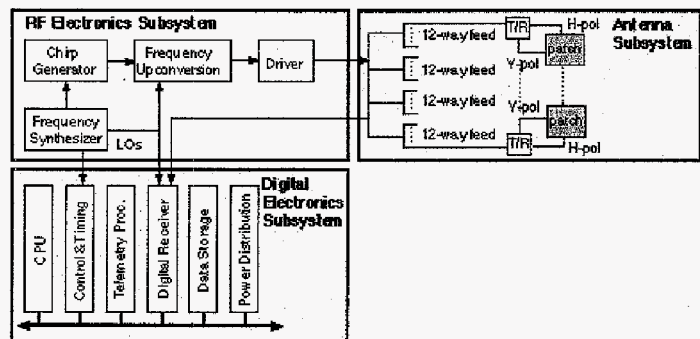 RF Electronics Subsystem
Chirp
Generator
Frequency
Upconversion
Driver
Frequency
Synthesizer
LOs
Antenna
Subsystem
12-way feed
12-way feed
12-way feed
12-way feed
T/R
H-pol
patch
V-pol
V-pol
patch
T/R
H-pol
Digital
Electronics
Subsystem
CPU
Control & Timing
Telemetry Proc.
Digital Receiver
Data Storage
Power Distribution